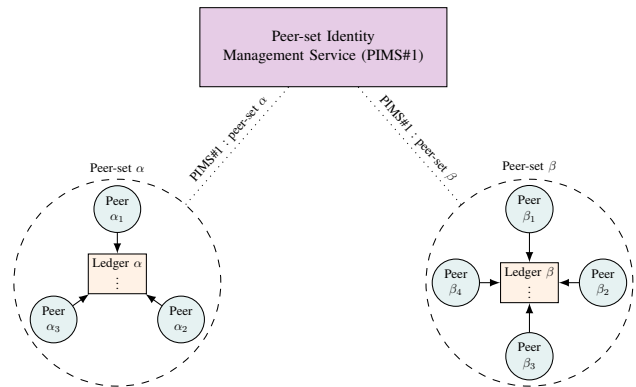 Peer-set Identity
Management Service (PIMS#1)
PIMS#1 : peer-set α
PIMS#1 : peer-set β
Peer-set α
Peer
α₁
Ledger α
⋮
Peer
α₃
Peer
α₂
Peer-set β
Peer
β₁
Peer
β₄
Ledger β
⋮
Peer
β₂
Peer
β₃